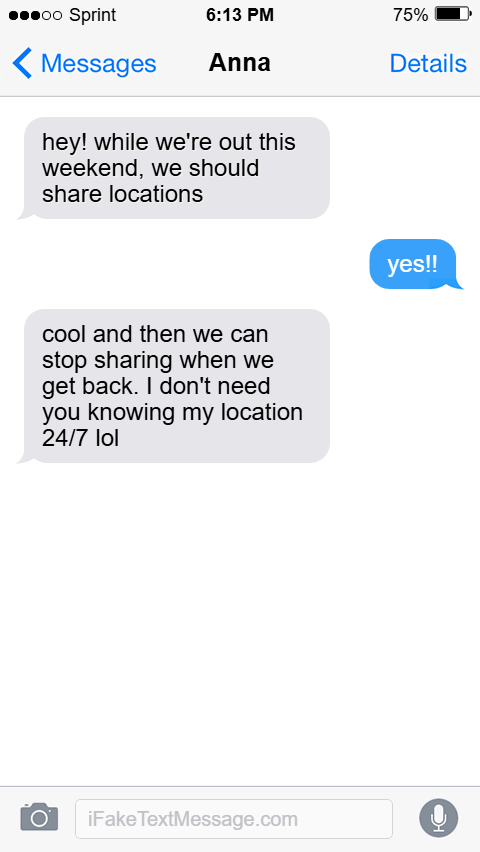 Sprint 6:13 PM 75%
Messages Anna Details
hey! while we're out this
weekend, we should
share locations
yes!!
cool and then we can
stop sharing when we
get back. I don't need
you knowing my location
24/7 lol
iFakeTextMessage.com